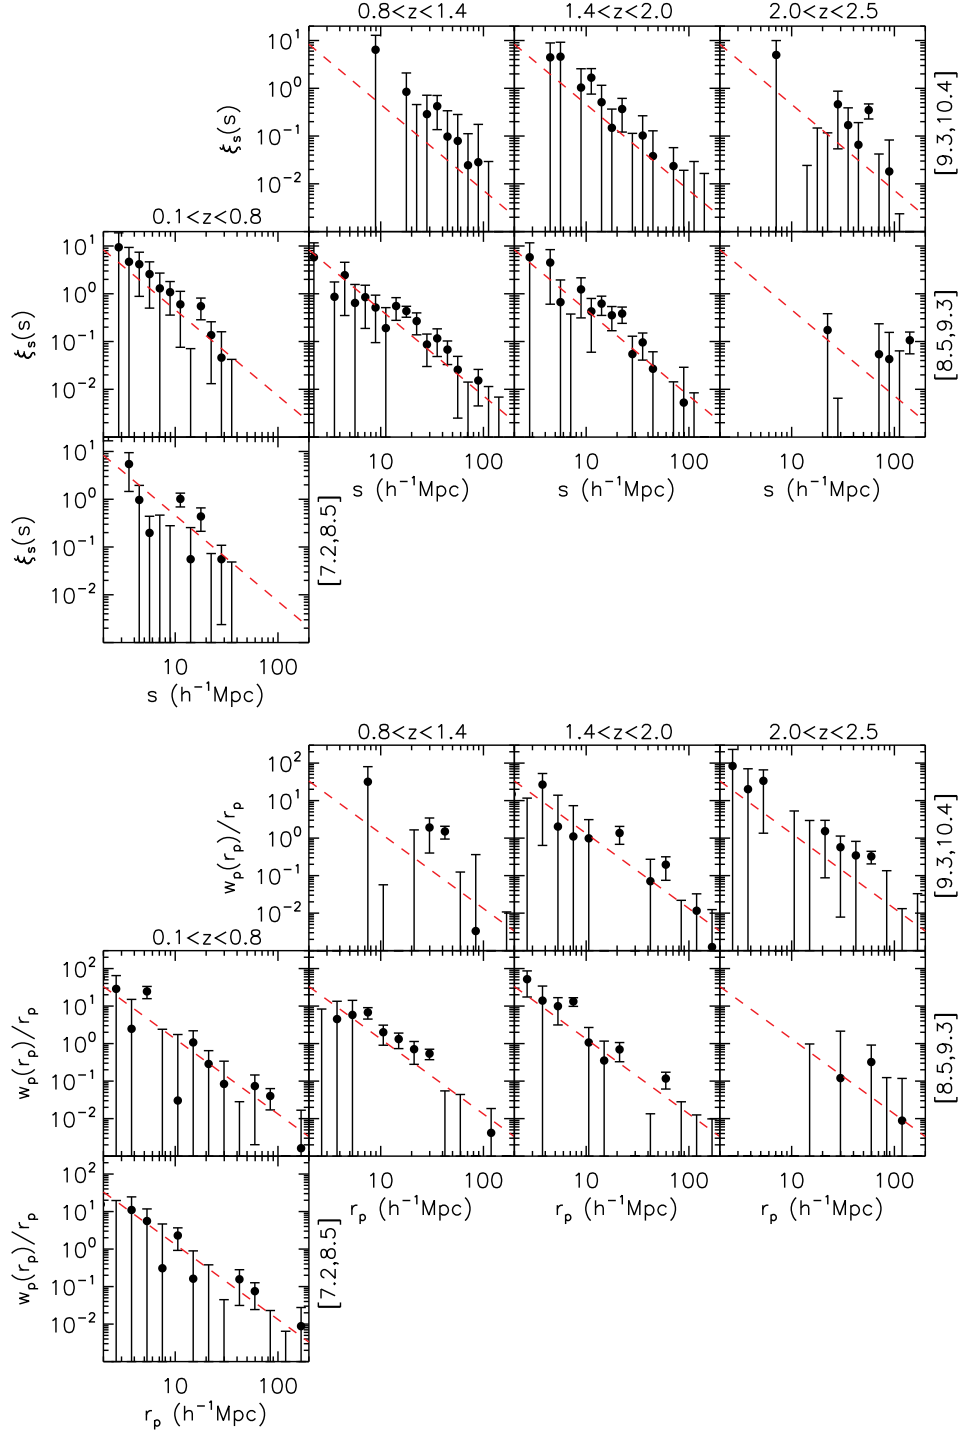 0.8<z<1.4 1.4<z<2.0 2.0<z<2.5
10¹
10⁰
10⁻¹
10⁻²
ξₛ(s)
[9.3,10.4]
0.1<z<0.8
10¹
10⁰
10⁻¹
10⁻²
ξₛ(s)
[8.5,9.3]
10 100 10 100 10 100
s (h⁻¹Mpc) s (h⁻¹Mpc) s (h⁻¹Mpc)
10¹
10⁰
10⁻¹
10⁻²
ξₛ(s)
[7.2,8.5]
10 100
s (h⁻¹Mpc)
0.8<z<1.4 1.4<z<2.0 2.0<z<2.5
10²
10¹
10⁰
10⁻¹
10⁻²
wₚ(rₚ)/rₚ
[9.3,10.4]
0.1<z<0.8
10²
10¹
10⁰
10⁻¹
10⁻²
wₚ(rₚ)/rₚ
[8.5,9.3]
10 100 10 100 10 100
rₚ (h⁻¹Mpc) rₚ (h⁻¹Mpc) rₚ (h⁻¹Mpc)
10²
10¹
10⁰
10⁻¹
10⁻²
wₚ(rₚ)/rₚ
[7.2,8.5]
10 100
rₚ (h⁻¹Mpc)